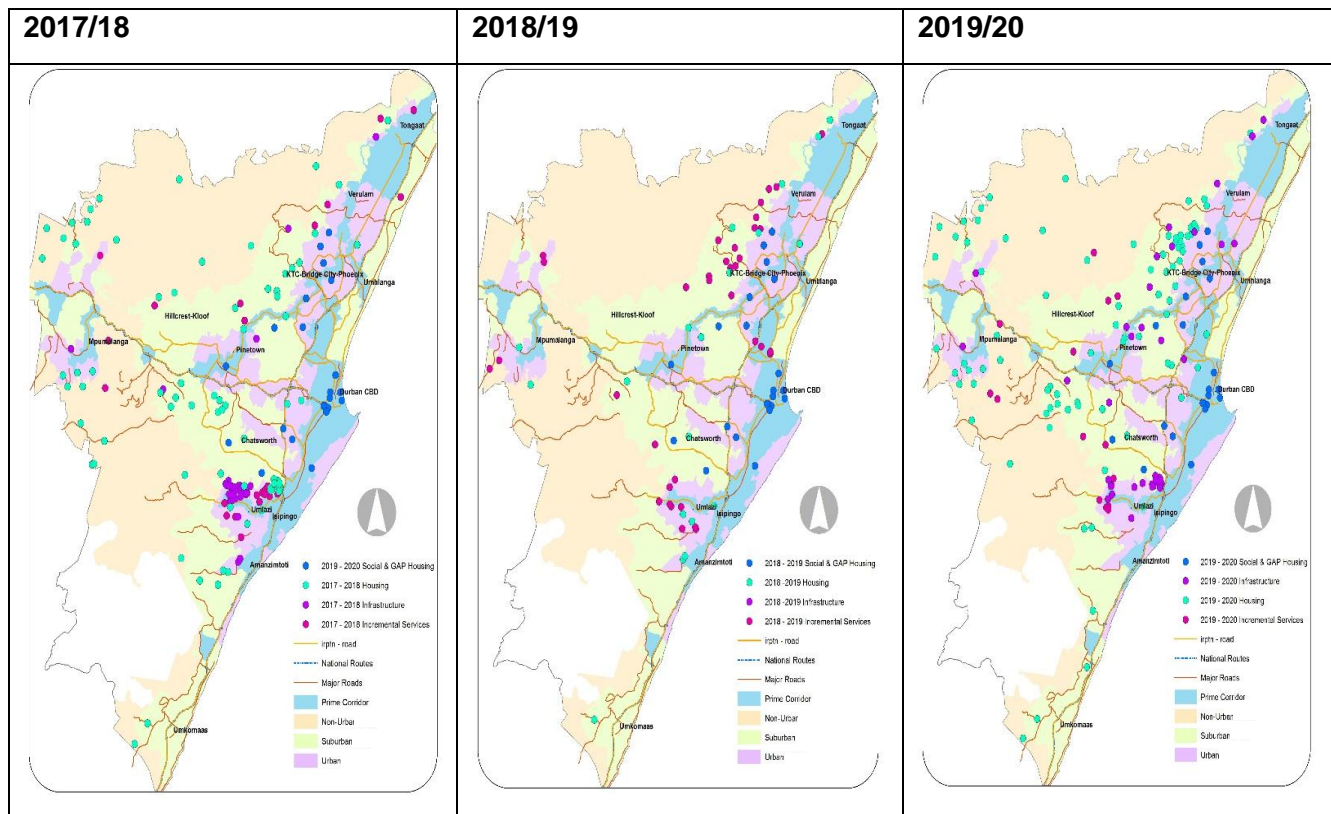 2017/18
Tongaat
Verulam
KTC-Bridge City-Phoenix
Umhlanga
Hillcrest-Kloof
Mpumalanga
Pinetown
Durban CBD
Chatsworth
Umlazi
Isipingo
Amanzimtoti
Umkomaas
2019 - 2020 Social & GAP Housing
2017 - 2018 Housing
2017 - 2018 Infrastructure
2017 - 2018 Incremental Services
irptn - road
National Routes
Major Roads
Prime Corridor
Non-Urban
Suburban
Urban
2018/19
Tongaat
Verulam
KTC-Bridge City-Phoenix
Umhlanga
Hillcrest-Kloof
Mpumalanga
Pinetown
Durban CBD
Chatsworth
Umlazi
Isipingo
Amanzimtoti
Umkomaas
2018 - 2019 Social & GAP Housing
2018 -2019 Housing
2018 - 2019 Infrastructure
2018 - 2019 Incremental Services
irptn - road
National Routes
Major Roads
Prime Corridor
Non-Urban
Suburban
Urban
2019/20
Tongaat
Verulam
KTC-Bridge City-Phoenix
Umhlanga
Hillcrest-Kloof
Mpumalanga
Pinetown
Durban CBD
Chatsworth
Umlazi
Isipingo
Amanzimtoti
Umkomaas
2019 - 2020 Social & GAP Housing
2019 - 2020 Infrastructure
2019 - 2020 Housing
2019 - 2020 Incremental Services
irptn - road
National Routes
Major Roads
Prime Corridor
Non-Urban
Suburban
Urban